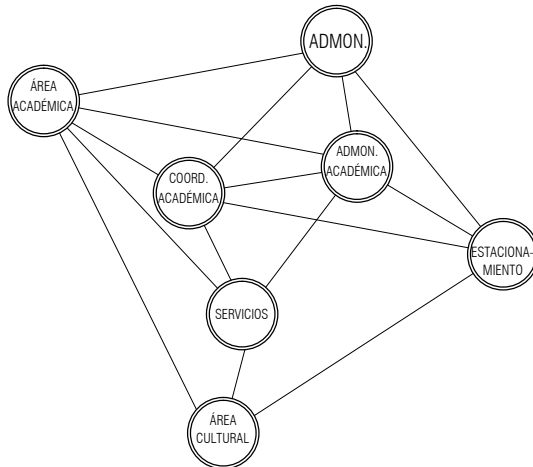 ADMON.
ÁREA
ACADÉMICA
ADMON.
ACADÉMICA
COORD.
ACADÉMICA
ESTACIONA-
MIENTO
SERVICIOS
ÁREA
CULTURAL